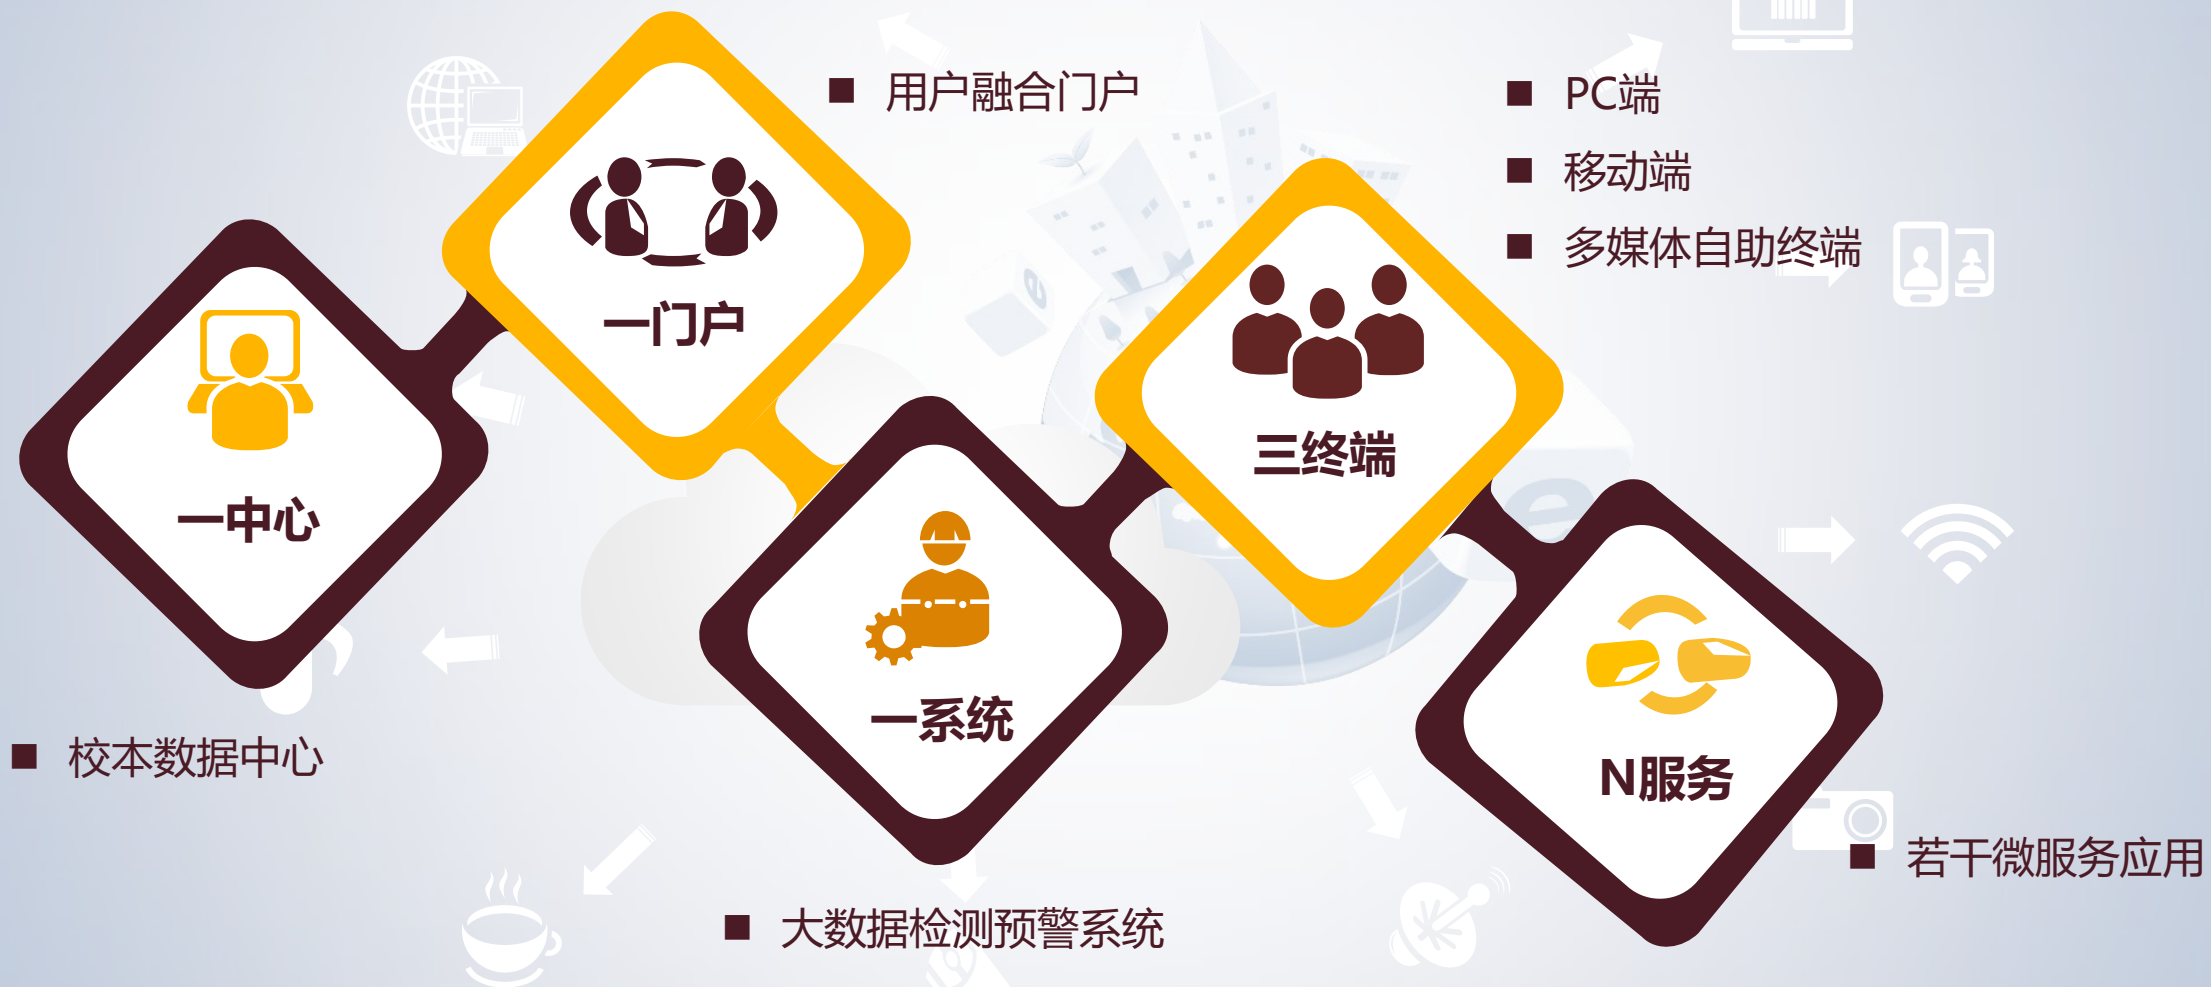 一中心
■ 校本数据中心
一门户
■ 用户融合门户
一系统
■ 大数据检测预警系统
三终端
■ PC端
■ 移动端
■ 多媒体自助终端
N服务
■ 若干微服务应用